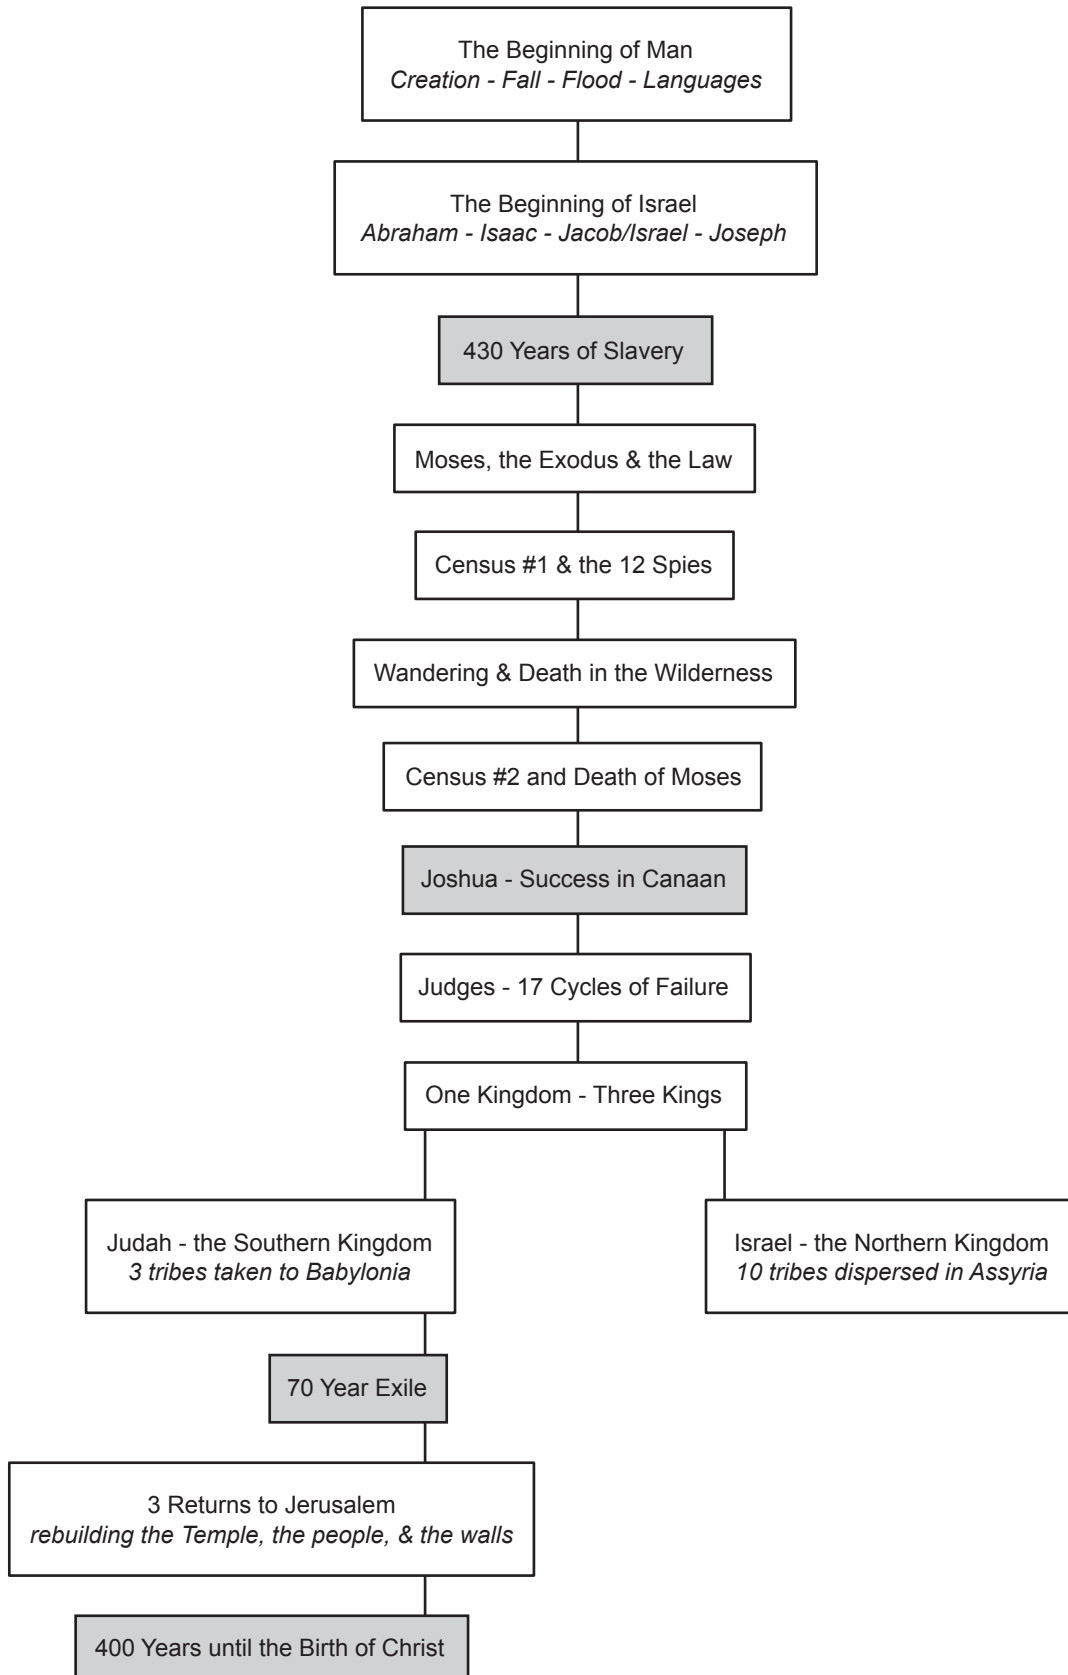 The Beginning of Man
Creation - Fall - Flood - Languages
The Beginning of Israel
Abraham - Isaac - Jacob/Israel - Joseph
430 Years of Slavery
Moses, the Exodus & the Law
Census #1 & the 12 Spies
Wandering & Death in the Wilderness
Census #2 and Death of Moses
Joshua - Success in Canaan
Judges - 17 Cycles of Failure
One Kingdom - Three Kings
Judah - the Southern Kingdom
3 tribes taken to Babylonia
Israel - the Northern Kingdom
10 tribes dispersed in Assyria
70 Year Exile
3 Returns to Jerusalem
rebuilding the Temple, the people, & the walls
400 Years until the Birth of Christ